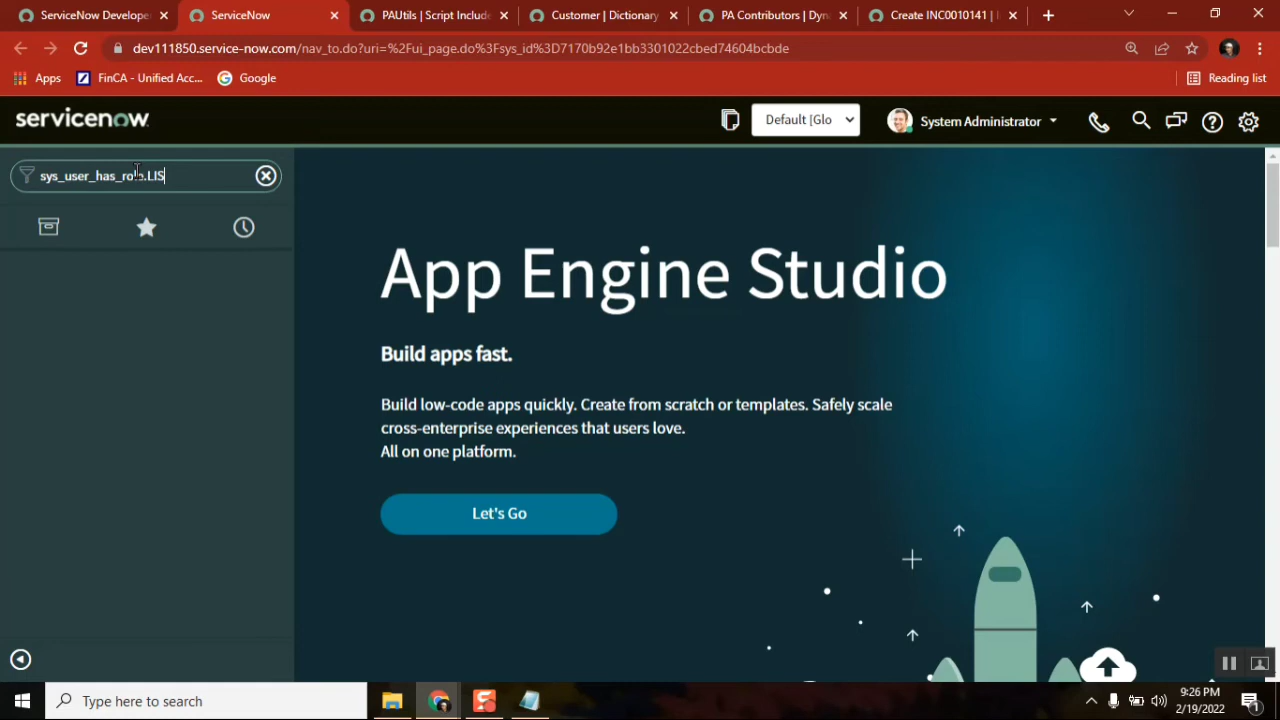 ServiceNow Develope
ServiceNow
PAUtils | Script Include
Customer | Dictionary
PA Contributors | Dyn
Create INC0010141 | I
dev111850.service-now.com/nav_to.do?uri=%2Fui_page.do%3Fsys_id%3D7170b92e1bb3301022cbed74604bcbde
Apps
FinCA - Unified Acc...
Google
Reading list
servicenow
Default [Glo
System Administrator
sys_user_has_role.LIS
App Engine Studio
Build apps fast.
Build low-code apps quickly. Create from scratch or templates. Safely scale
cross-enterprise experiences that users love.
All on one platform.
Let's Go
Type here to search
9:26 PM
2/19/2022
1